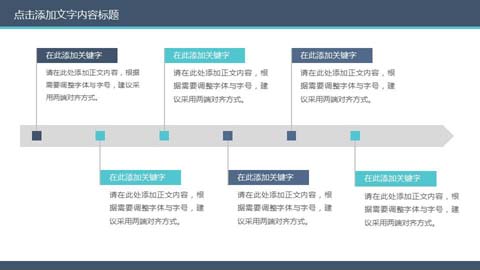 点击添加文字内容标题
在此添加关键字
请在此处添加正文内容，根据
需要调整字体与字号，建议采
用两端对齐方式。
在此添加关键字
请在此处添加正文内容，根
据需要调整字体与字号，建
议采用两端对齐方式。
在此添加关键字
请在此处添加正文内容，根
据需要调整字体与字号，建
议采用两端对齐方式。
在此添加关键字
请在此处添加正文内容，根
据需要调整字体与字号，建
议采用两端对齐方式。
在此添加关键字
请在此处添加正文内容，根
据需要调整字体与字号，建
议采用两端对齐方式。
在此添加关键字
请在此处添加正文内容，根
据需要调整字体与字号，建
议采用两端对齐方式。